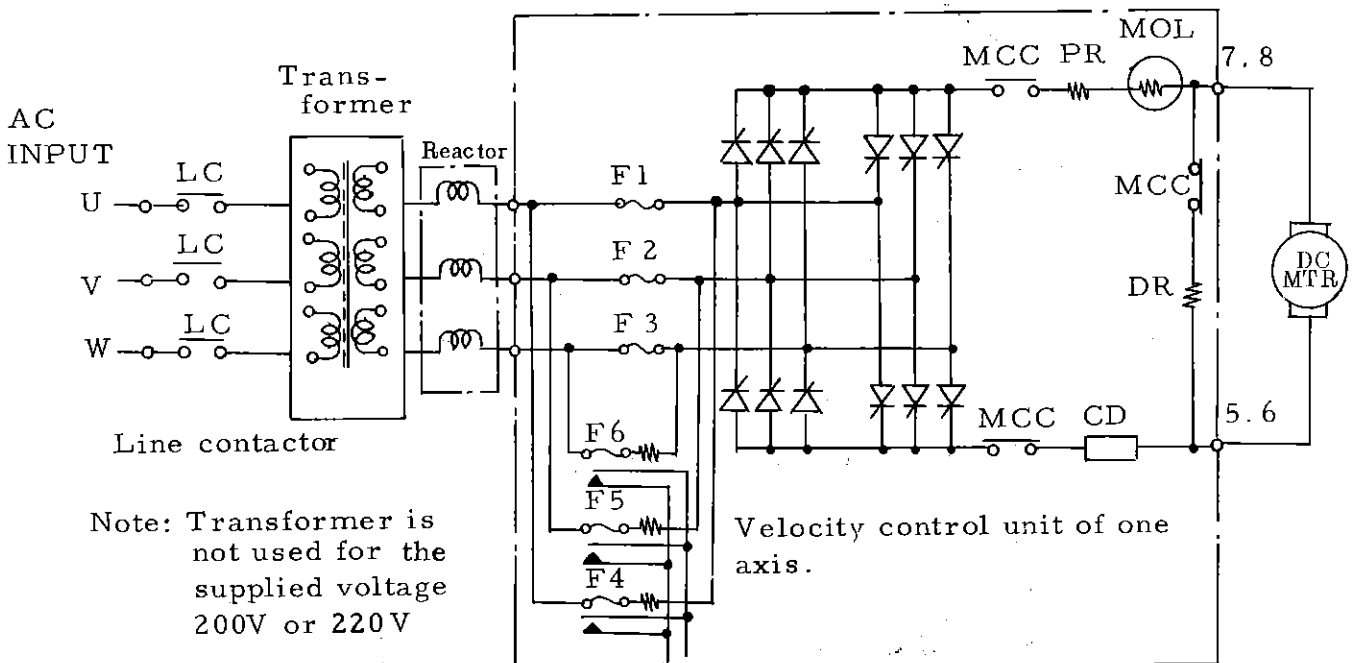 MOL
MCC PR
7.8
Trans-
former
AC
INPUT
Reactor
LC
F1
U
MCC
LC
F 2
V
DR
DC
MTR
LC
F 3
W
MCC
CD
5.6
F6
Line contactor
F5
Note: Transformer is
not used for the
supplied voltage
200V or 220V
Velocity control unit of one
axis.
F4